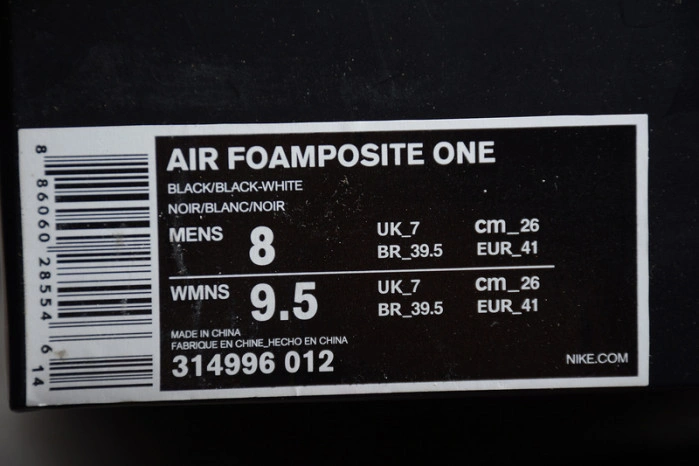 8 86060 28554 6 14
AIR FOAMPOSITE ONE
BLACK/BLACK-WHITE
NOIR/BLANC/NOIR
MENS 8 UK_7 cm_26
BR_39.5 EUR_41
WMNS 9.5 UK_7 cm_26
BR_39.5 EUR_41
MADE IN CHINA
FABRIQUE EN CHINE_HECHO EN CHINA
314996 012
NIKE.COM